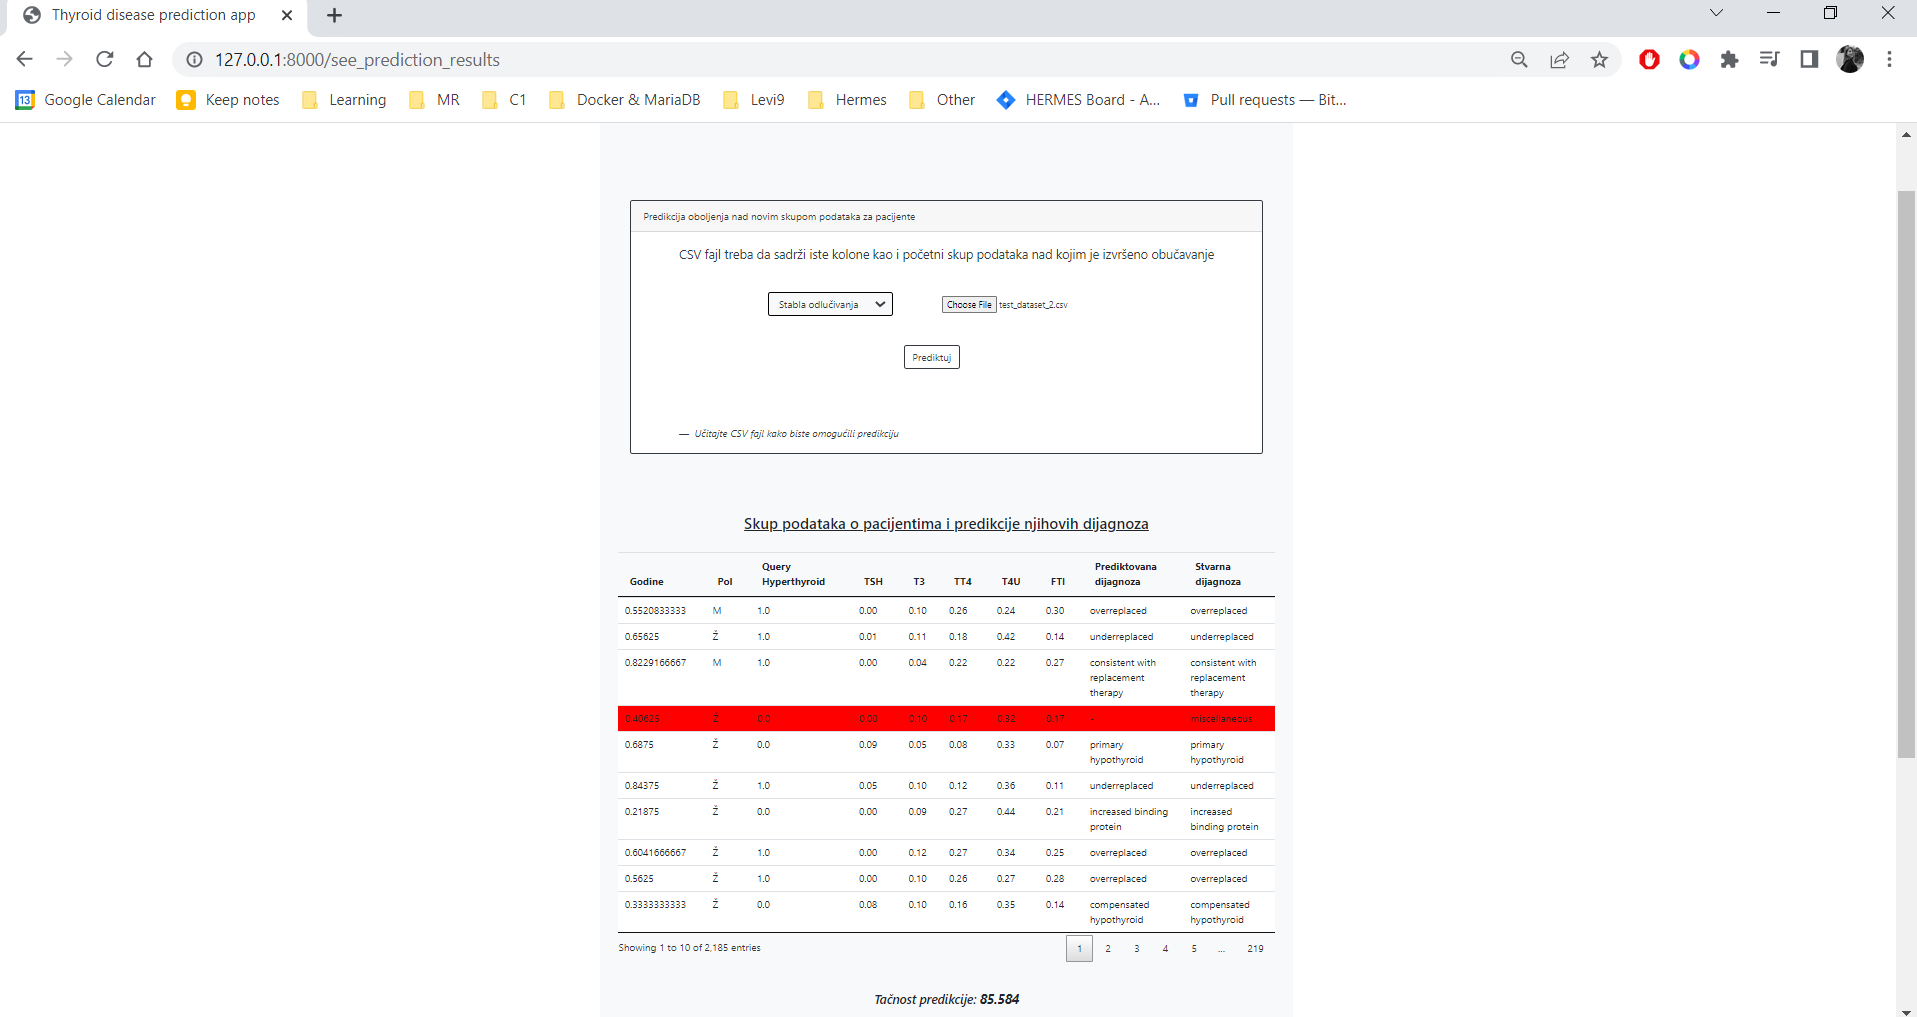 Thyroid disease prediction app
127.0.0.1:8000/see_prediction_results
13 Google Calendar Keep notes Learning MR C1 Docker & MariaDB Levi9 Hermes Other HERMES Board - A... Pull requests — Bit...
Predikcija oboljenja nad novim skupom podataka za pacijente
CSV fajl treba da sadrži iste kolone kao i početni skup podataka nad kojim je izvršeno obučavanje
Stabla odlučivanja Choose File test_dataset_2.csv
Prediktuj
— Učitajte CSV fajl kako biste omogućili predikciju
Skup podataka o pacijentima i predikcije njihovih dijagnoza
Godine Pol Query Hyperthyroid TSH T3 TT4 T4U FTI Prediktovana dijagnoza Stvarna dijagnoza
0.5520833333 M 1.0 0.00 0.10 0.26 0.24 0.30 overreplaced overreplaced
0.65625 Ž 1.0 0.01 0.11 0.18 0.42 0.14 underreplaced underreplaced
0.8229166667 M 1.0 0.00 0.04 0.22 0.22 0.27 consistent with replacement therapy consistent with replacement therapy
0.40625 Ž 0.0 0.00 0.10 0.17 0.32 0.17 - miscellaneous
0.6875 Ž 0.0 0.09 0.05 0.08 0.33 0.07 primary hypothyroid primary hypothyroid
0.84375 Ž 1.0 0.05 0.10 0.12 0.36 0.11 underreplaced underreplaced
0.21875 Ž 0.0 0.00 0.09 0.27 0.44 0.21 increased binding protein increased binding protein
0.6041666667 Ž 1.0 0.00 0.12 0.27 0.34 0.25 overreplaced overreplaced
0.5625 Ž 1.0 0.00 0.10 0.26 0.27 0.28 overreplaced overreplaced
0.3333333333 Ž 0.0 0.08 0.10 0.16 0.35 0.14 compensated hypothyroid compensated hypothyroid
Showing 1 to 10 of 2,185 entries 1 2 3 4 5 ... 219
Tačnost predikcije: 85.584